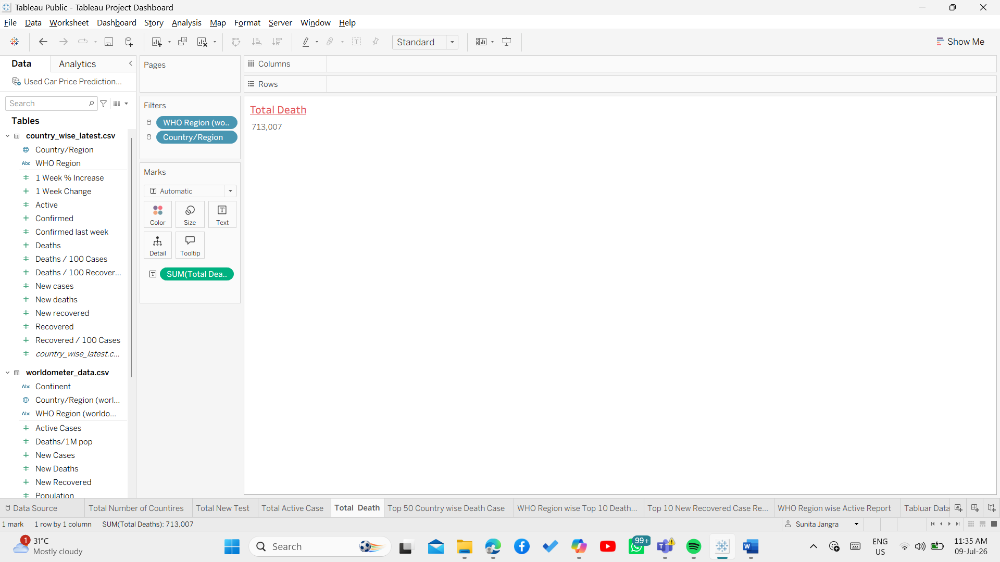 Tableau Public - Tableau Project Dashboard
File Data Worksheet Dashboard Story Analysis Map Format Server Window Help
Standard
Show Me
Data Analytics
Used Car Price Prediction...
Search
Tables
country_wise_latest.csv
Country/Region
Abc WHO Region
1 Week % Increase
1 Week Change
Active
Confirmed
Confirmed last week
Deaths
Deaths / 100 Cases
Deaths / 100 Recover...
New cases
New deaths
New recovered
Recovered
Recovered / 100 Cases
country_wise_latest.c...
worldometer_data.csv
Abc Continent
Country/Region (worl...
Abc WHO Region (worldo...
Active Cases
Deaths/1M pop
New Cases
New Deaths
New Recovered
Population
Pages
Filters
WHO Region (wo..
Country/Region
Marks
Automatic
Color Size Text
Detail Tooltip
SUM(Total Dea..
Columns
Rows
Total Death
713,007
Data Source Total Number of Countires Total New Test Total Active Case Total Death Top 50 Country wise Death Case WHO Region wise Top 10 Death... Top 10 New Recovered Case Re... WHO Region wise Active Report Tabluar Data
1 mark 1 row by 1 column SUM(Total Deaths): 713,007 Sunita Jangra
1
31°C
Mostly cloudy
Search
99+
ENG
US
11:35 AM
09-Jul-26